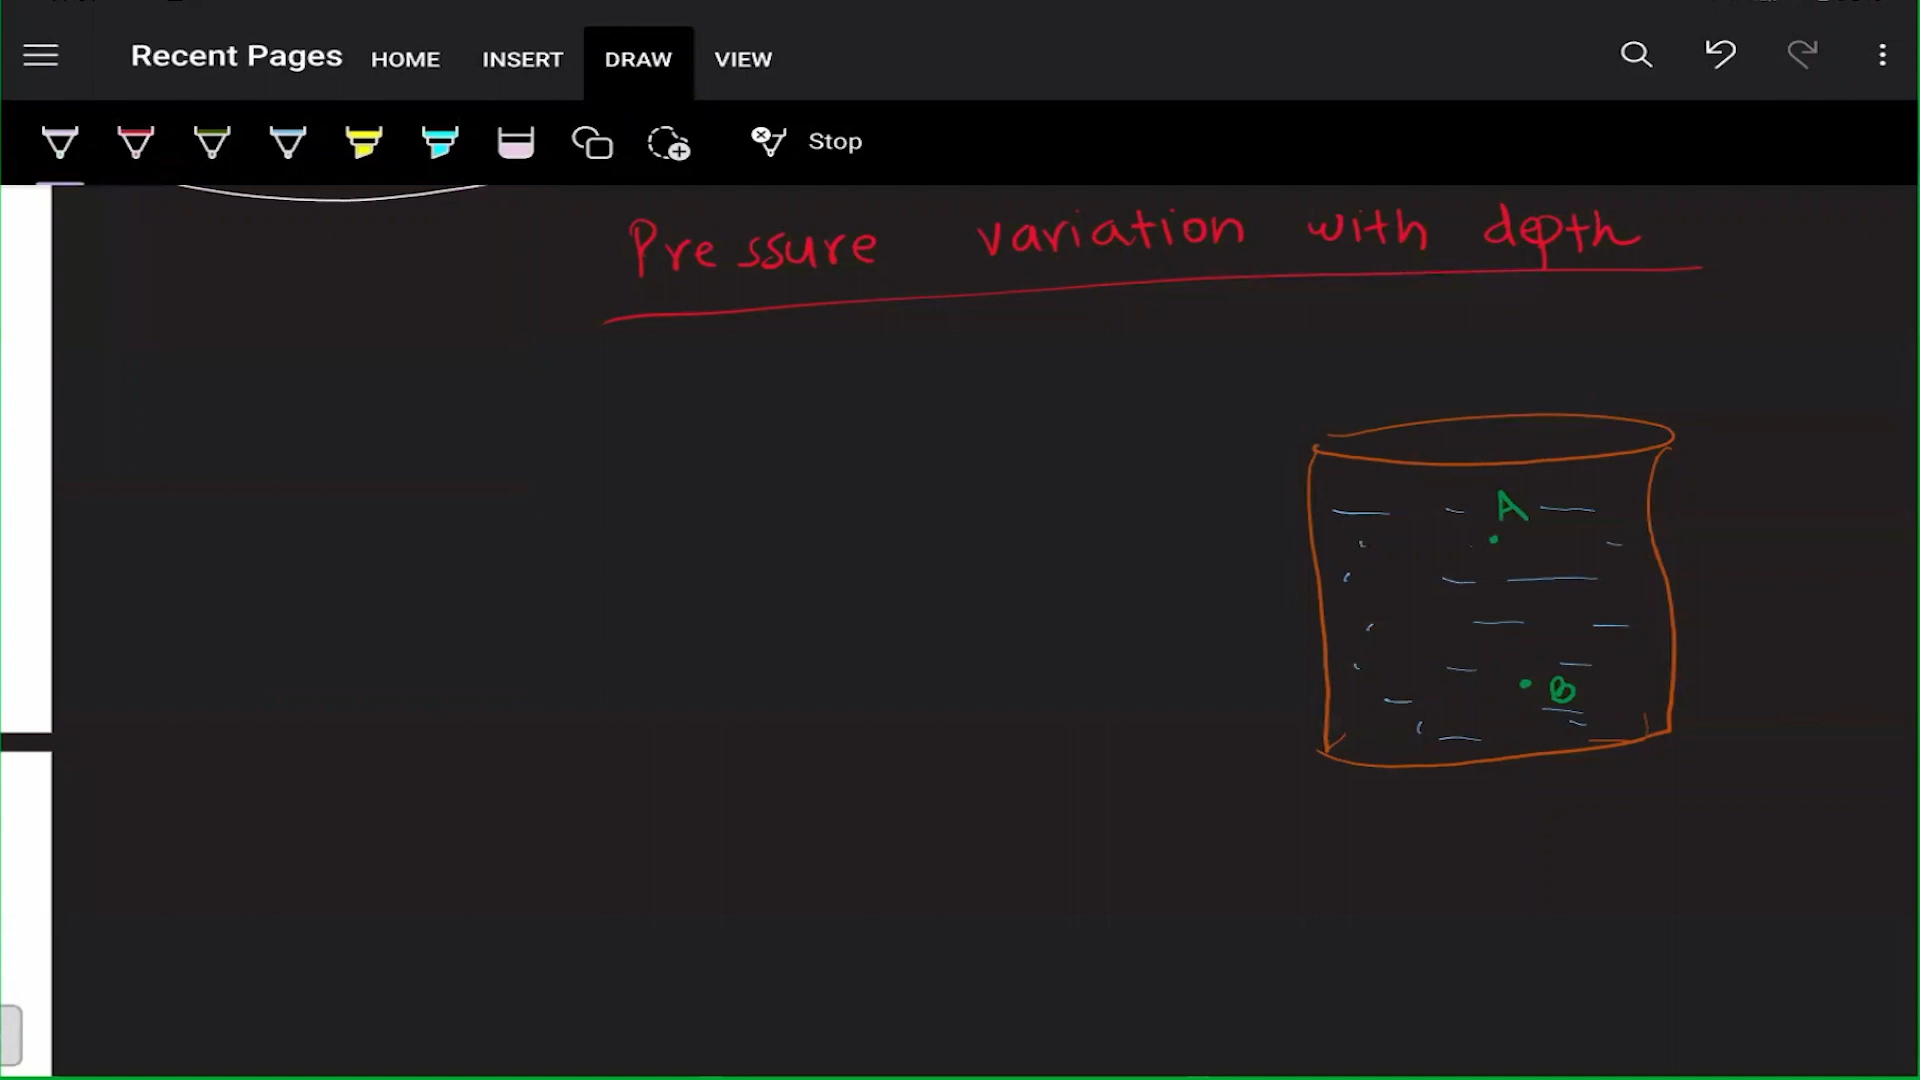 Recent Pages HOME INSERT DRAW VIEW
Stop
Pressure variation with depth
A
B